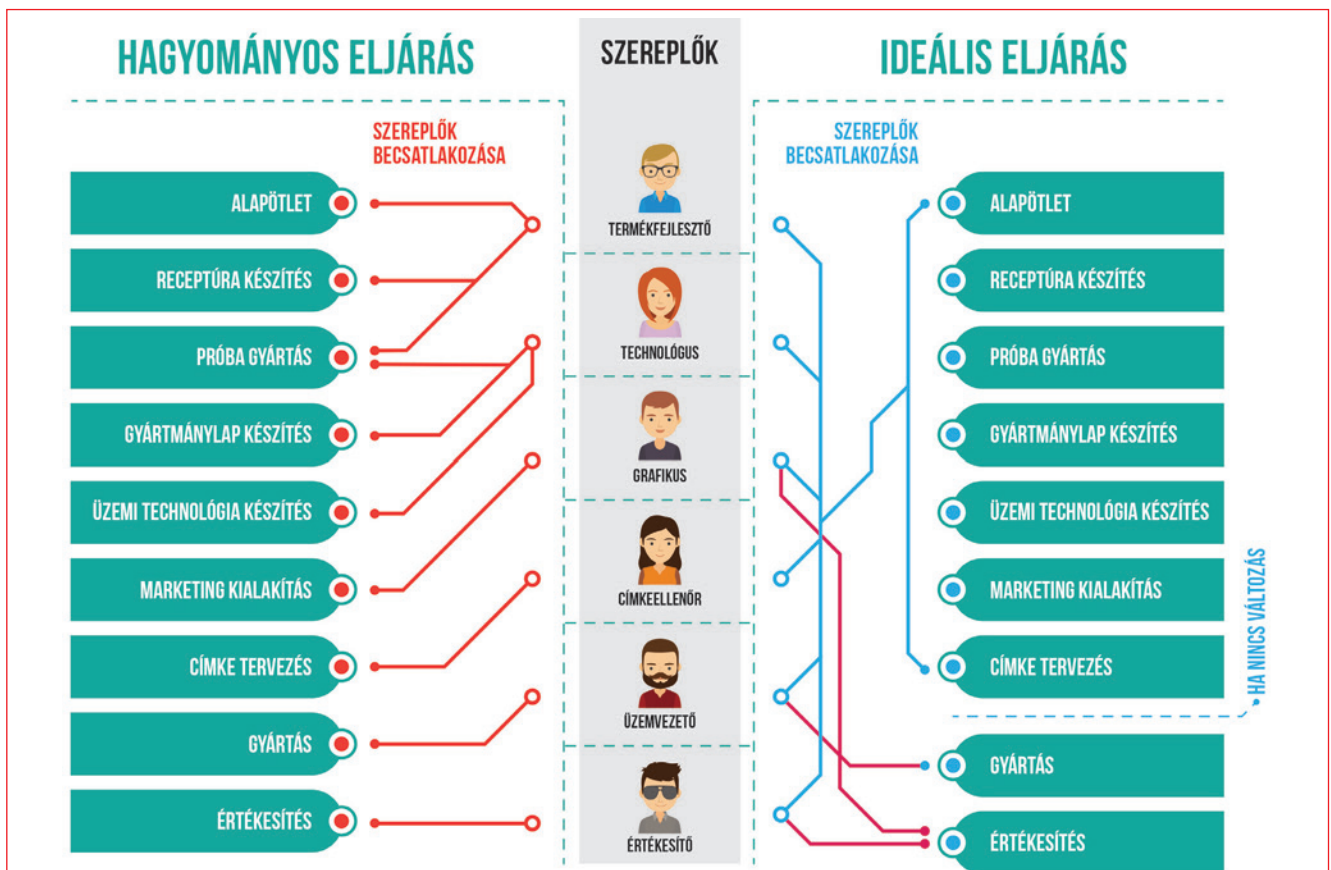 HAGYOMÁNYOS ELJÁRÁS
SZEREPLŐK
BECSATLAKOZÁSA
ALAPÖTLET
RECEPTÚRA KÉSZÍTÉS
PRÓBA GYÁRTÁS
GYÁRTMÁNYLAP KÉSZÍTÉS
ÜZEMI TECHNOLÓGIA KÉSZÍTÉS
MARKETING KIALAKÍTÁS
CÍMKE TERVEZÉS
GYÁRTÁS
ÉRTÉKESÍTÉS
SZEREPLŐK
TERMÉKFEJLESZTŐ
TECHNOLÓGUS
GRAFIKUS
CÍMKEELLENŐR
ÜZEMVEZETŐ
ÉRTÉKESÍTŐ
IDEÁLIS ELJÁRÁS
SZEREPLŐK
BECSATLAKOZÁSA
ALAPÖTLET
RECEPTÚRA KÉSZÍTÉS
PRÓBA GYÁRTÁS
GYÁRTMÁNYLAP KÉSZÍTÉS
ÜZEMI TECHNOLÓGIA KÉSZÍTÉS
MARKETING KIALAKÍTÁS
CÍMKE TERVEZÉS
HA NINCS VÁLTOZÁS
GYÁRTÁS
ÉRTÉKESÍTÉS